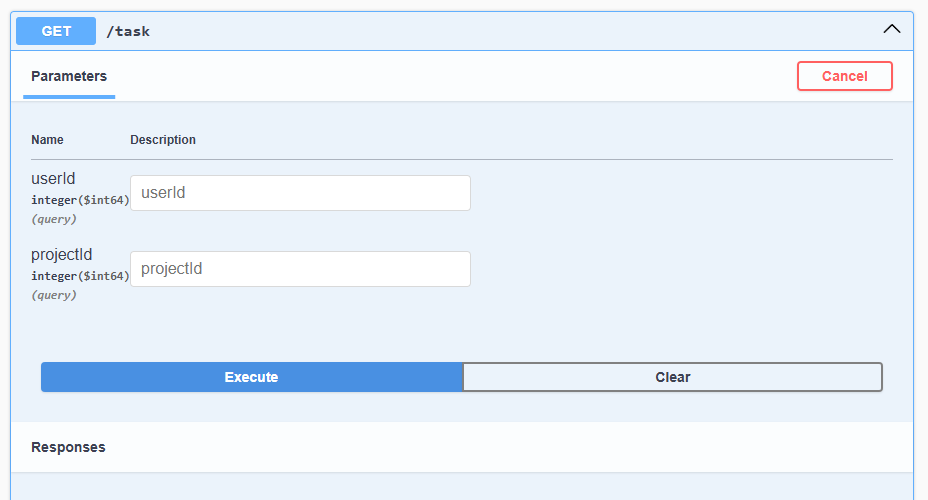 GET /task
Parameters Cancel
Name Description
userId
integer($int64)
(query)
userId
projectId
integer($int64)
(query)
projectId
Execute Clear
Responses